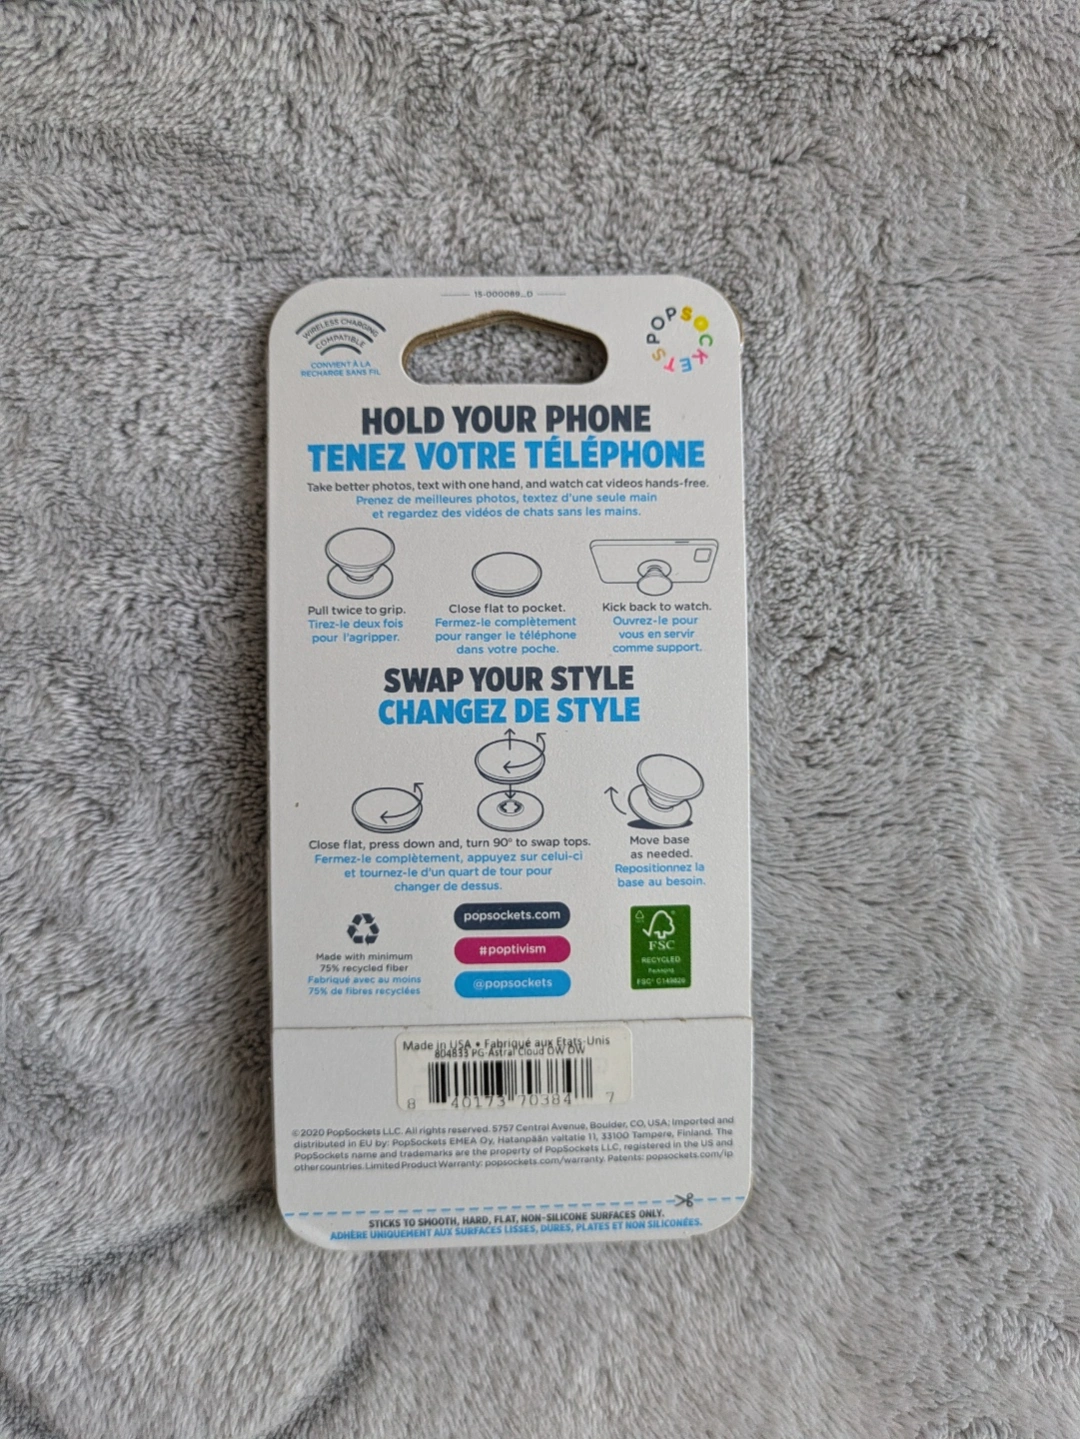 15-000069_D
WIRELESS CHARGING
COMPATIBLE
CONVIENT À LA
RECHARGE SANS FIL
POPSOCKETS
HOLD YOUR PHONE
TENEZ VOTRE TÉLÉPHONE
Take better photos, text with one hand, and watch cat videos hands-free.
Prenez de meilleures photos, textez d'une seule main
et regardez des vidéos de chats sans les mains.
Pull twice to grip.
Tirez-le deux fois
pour l'agripper.
Close flat to pocket.
Fermez-le complètement
pour ranger le téléphone
dans votre poche.
Kick back to watch.
Ouvrez-le pour
vous en servir
comme support.
SWAP YOUR STYLE
CHANGEZ DE STYLE
Close flat, press down and, turn 90° to swap tops.
Fermez-le complètement, appuyez sur celui-ci
et tournez-le d'un quart de tour pour
changer de dessus.
Move base
as needed.
Repositionnez la
base au besoin.
Made with minimum
75% recycled fiber
Fabriqué avec au moins
75% de fibres recyclées
popsockets.com
#poptivism
@popsockets
FSC
RECYCLED
FSC® C149826
Made in USA • Fabriqué aux États-Unis
804833 PG-Astral Cloud DW DW
8 40173 70384 7
©2020 PopSockets LLC. All rights reserved. 5757 Central Avenue, Boulder, CO, USA; Imported and
distributed in EU by: PopSockets EMEA Oy, Hatanpään valtatie 11, 33100 Tampere, Finland. The
PopSockets name and trademarks are the property of PopSockets LLC, registered in the US and
other countries. Limited Product Warranty: popsockets.com/warranty. Patents: popsockets.com/ip
STICKS TO SMOOTH, HARD, FLAT, NON-SILICONE SURFACES ONLY.
ADHÈRE UNIQUEMENT AUX SURFACES LISSES, DURES, PLATES ET NON SILICONÉES.